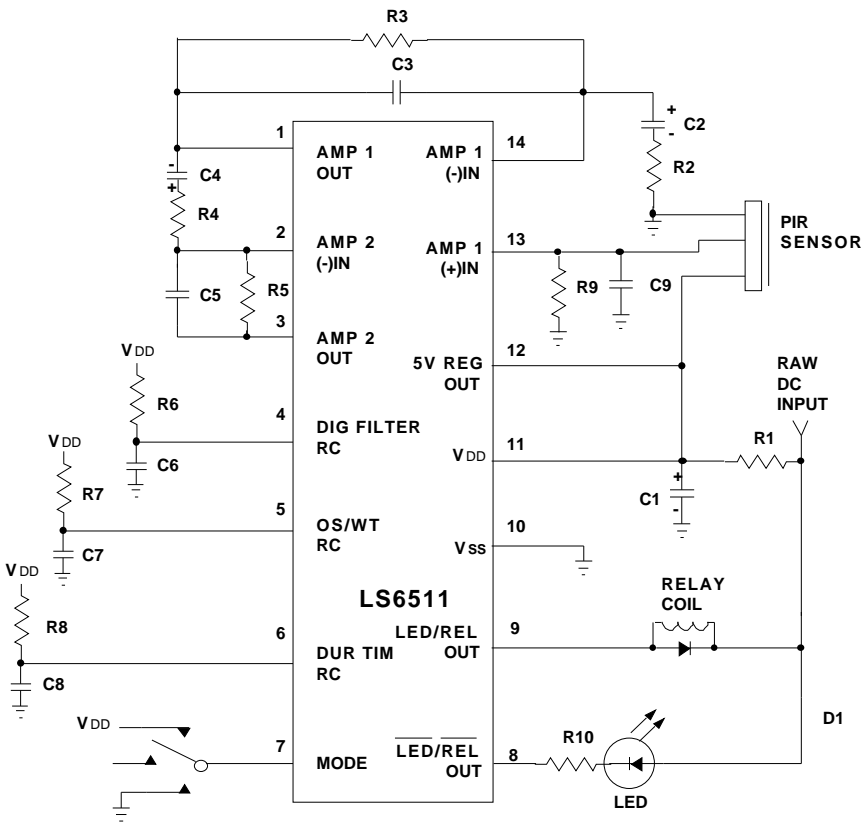 R3
C3
+
C2
-
R2
1
AMP 1
OUT
AMP 1
(-)IN
14
-
C4
+
R4
2
AMP 2
(-)IN
AMP 1
(+)IN
13
PIR
SENSOR
C5
R5
R9
C9
3
AMP 2
OUT
12
5V REG
OUT
RAW
DC
INPUT
VDD
R6
4
DIG FILTER
RC
C6
VDD
11
R1
+
C1
-
VDD
R7
5
OS/WT
RC
C7
10
VSS
VDD
R8
LS6511
RELAY
COIL
6
DUR TIM
RC
LED/REL
OUT
9
C8
VDD
D1
7
MODE
LED/REL
OUT
8
R10
LED